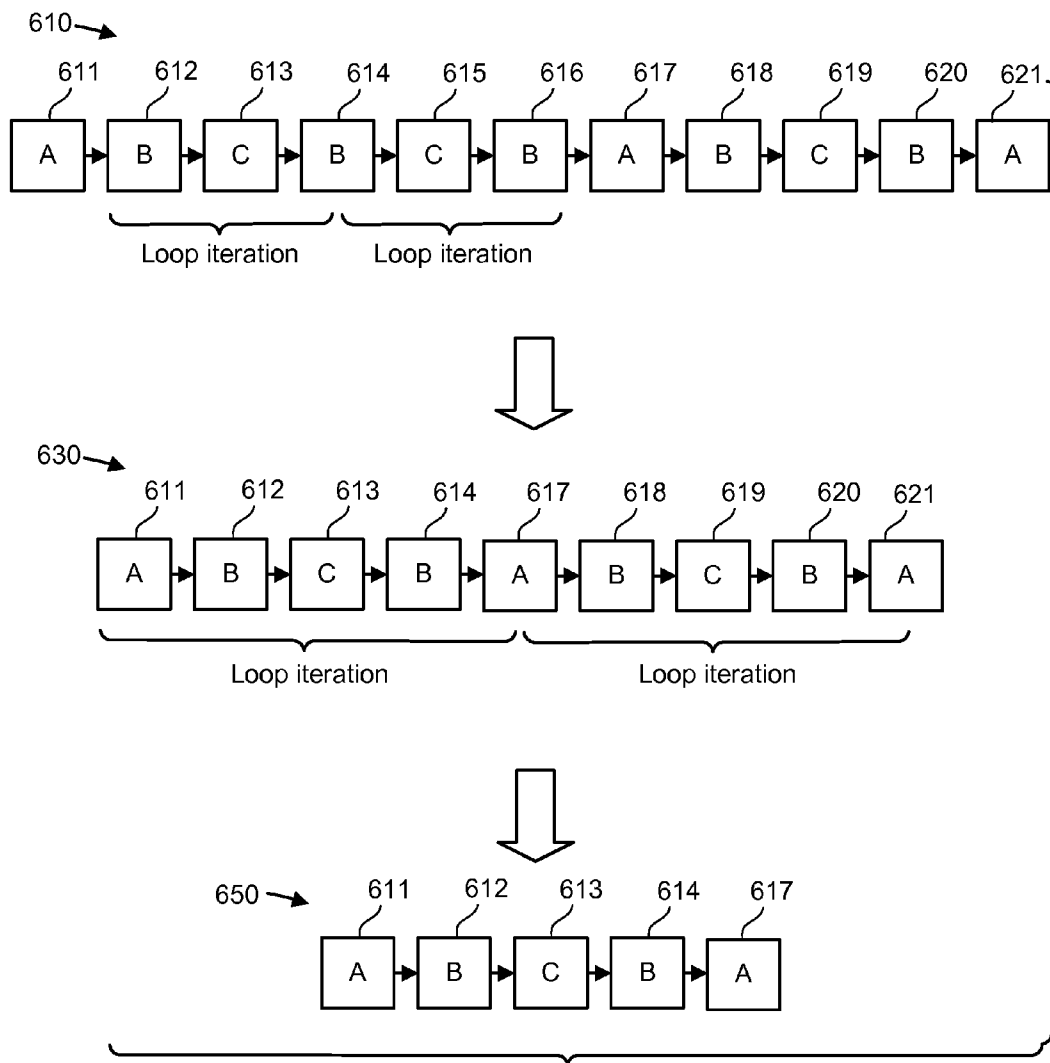 610
611 612 613 614 615 616 617 618 619 620 621.
A B C B C B A B C B A
Loop iteration Loop iteration
630
611 612 613 614 617 618 619 620 621
A B C B A B C B A
Loop iteration Loop iteration
650
611 612 613 614 617
A B C B A